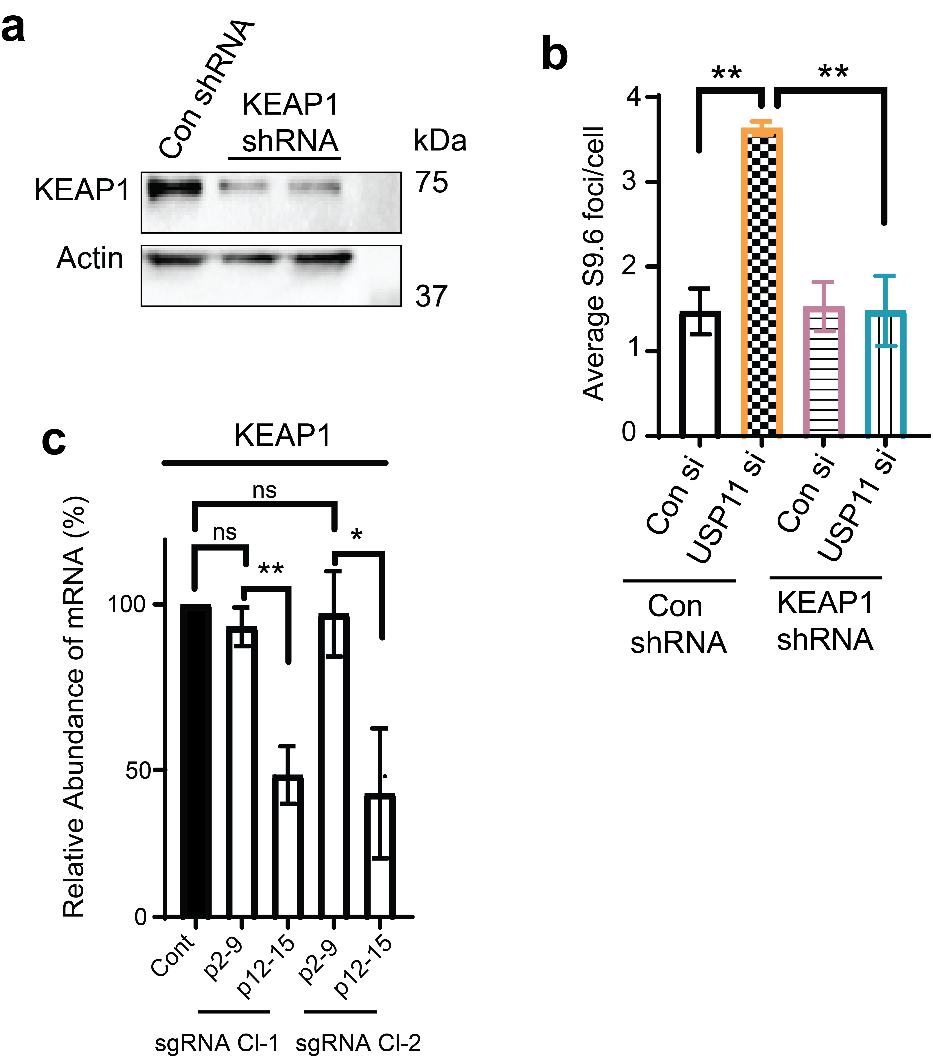 a
Con shRNA
KEAP1
shRNA
kDa
KEAP1
75
Actin
37
b
** **
Average S9.6 foci/cell
4
3
2
1
0
Con si
USP11 si
Con si
USP11 si
Con
shRNA
KEAP1
shRNA
c
KEAP1
ns
ns
**
*
Relative Abundance of mRNA (%)
100
50
0
Cont
p2-9
p12-15
p2-9
p12-15
sgRNA Cl-1
sgRNA Cl-2